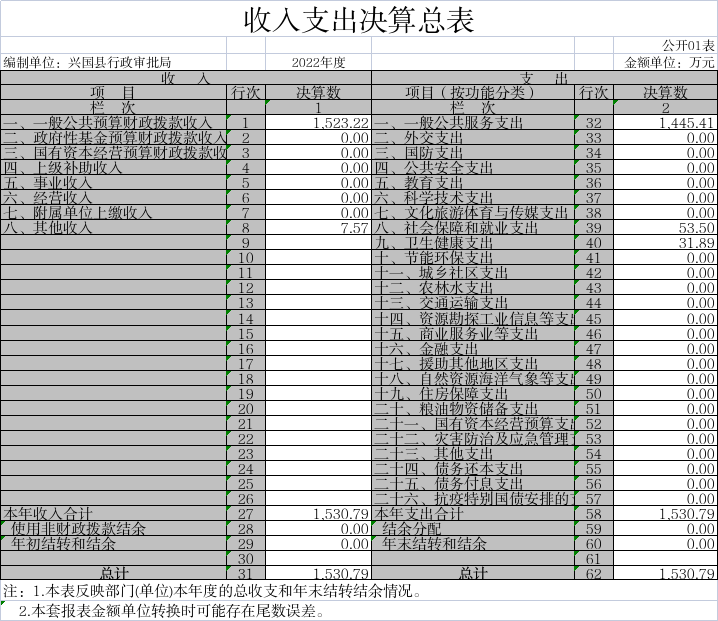 收入支出决算总表
公开01表
编制单位：兴国县行政审批局 2022年度 金额单位：万元
收 入 支 出
项 目 行次 决算数 项目（按功能分类） 行次 决算数
栏 次 1 栏 次 2
一、一般公共预算财政拨款收入 1 1,523.22 一、一般公共服务支出 32 1,445.41
二、政府性基金预算财政拨款收入 2 0.00 二、外交支出 33 0.00
三、国有资本经营预算财政拨款收 3 0.00 三、国防支出 34 0.00
四、上级补助收入 4 0.00 四、公共安全支出 35 0.00
五、事业收入 5 0.00 五、教育支出 36 0.00
六、经营收入 6 0.00 六、科学技术支出 37 0.00
七、附属单位上缴收入 7 0.00 七、文化旅游体育与传媒支出 38 0.00
八、其他收入 8 7.57 八、社会保障和就业支出 39 53.50
9 九、卫生健康支出 40 31.89
10 十、节能环保支出 41 0.00
11 十一、城乡社区支出 42 0.00
12 十二、农林水支出 43 0.00
13 十三、交通运输支出 44 0.00
14 十四、资源勘探工业信息等支出 45 0.00
15 十五、商业服务业等支出 46 0.00
16 十六、金融支出 47 0.00
17 十七、援助其他地区支出 48 0.00
18 十八、自然资源海洋气象等支出 49 0.00
19 十九、住房保障支出 50 0.00
20 二十、粮油物资储备支出 51 0.00
21 二十一、国有资本经营预算支出 52 0.00
22 二十二、灾害防治及应急管理 53 0.00
23 二十三、其他支出 54 0.00
24 二十四、债务还本支出 55 0.00
25 二十五、债务付息支出 56 0.00
26 二十六、抗疫特别国债安排的 57 0.00
本年收入合计 27 1,530.79 本年支出合计 58 1,530.79
使用非财政拨款结余 28 0.00 结余分配 59 0.00
年初结转和结余 29 0.00 年末结转和结余 60 0.00
30 61
总计 31 1,530.79 总计 62 1,530.79
注：1.本表反映部门(单位)本年度的总收支和年末结转结余情况。
2.本套报表金额单位转换时可能存在尾数误差。